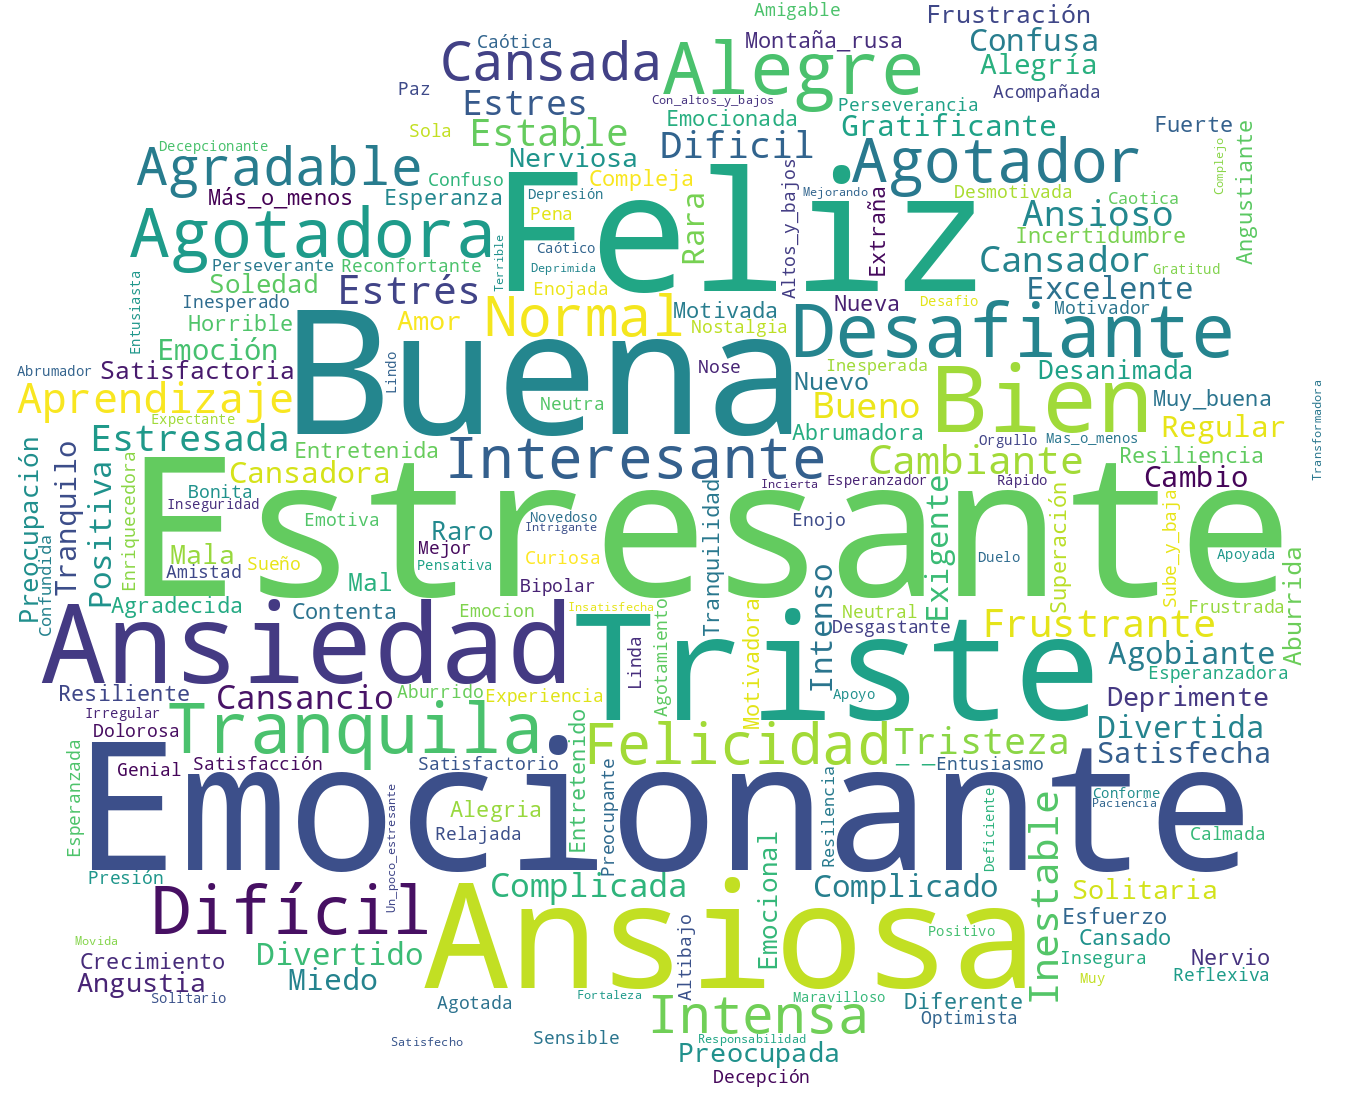 Amigable
Frustración
Caótica
Cansada
Alegre
Montaña_rusa
Confusa
Alegría
Paz
Estres
Con_altos_y_bajos
Acompañada
Perseverancia
Emocionada
Sola
Estable
Dificil
Gratificante
Fuerte
Decepcionante
Agradable
Nerviosa
Agotador
Complejo
Angustiante
Confuso
Compleja
Altos_y_bajos
Más_o_menos
Esperanza
Depresión
Feliz
Mejorando
Desmotivada
Caotica
Agotadora
Pena
Rara
Extraña
Ansioso
Caótico
Incertidumbre
Perseverante
Reconfortante
Terrible
Deprimida
Cansador
Gratitud
Entusiasta
Soledad
Estrés
Enojada
Excelente
Inesperado
Normal
Motivada
Nueva
Desafio
Motivador
Horrible
Amor
Buena
Nostalgia
Desafiante
Emoción
Lindo
Nose
Inesperada
Bien
Desanimada
Abrumador
Satisfactoria
Nuevo
Aprendizaje
Neutra
Bueno
Muy_buena
Transformadora
Expectante
Abrumadora
Regular
Estresada
Orgullo
Mas_o_menos
Entretenida
Interesante
Cambiante
Resiliencia
Preocupación
Tranquilo
Positiva
Enriquecedora
Cansadora
Estresante
Incierta
Esperanzador
Rápido
Cambio
Bonita
Inseguridad
Emotiva
Novedoso
Intrigante
Tranquilidad
Enojo
Exigente
Superación
Sube_y_baja
Raro
Mejor
Mala
Sueño
Pensativa
Curiosa
Duelo
Apoyada
Confundida
Amistad
Mal
Bipolar
Aburrida
Agradecida
Contenta
Emocion
Insatisfecha
Agotamiento
Motivadora
Intenso
Neutral
Frustrada
Ansiedad
Triste
Desgastante
Frustrante
Linda
Agobiante
Esperanzadora
Resiliente
Cansancio
Aburrido
Experiencia
Apoyo
Deprimente
Irregular
Dolorosa
Tranquila
Entretenido
Felicidad
Tristeza
Divertida
Satisfecha
Esperanzada
Genial
Satisfacción
Satisfactorio
Preocupante
_ _
Entusiasmo
Emocionante
Un_poco_estresante
Alegria
Relajada
Resilencia
Deficiente
Conforme
Paciencia
Calmada
Inestable
Presión
Difícil
Complicada
Emocional
Complicado
Solitaria
Ansiosa
Esfuerzo
Altibajo
Positivo
Cansado
Movida
Divertido
Crecimiento
Insegura
Nervio
Angustia
Miedo
Muy
Reflexiva
Solitario
Agotada
Fortaleza
Maravilloso
Diferente
Intensa
Optimista
Satisfecho
Sensible
Responsabilidad
Preocupada
Decepción